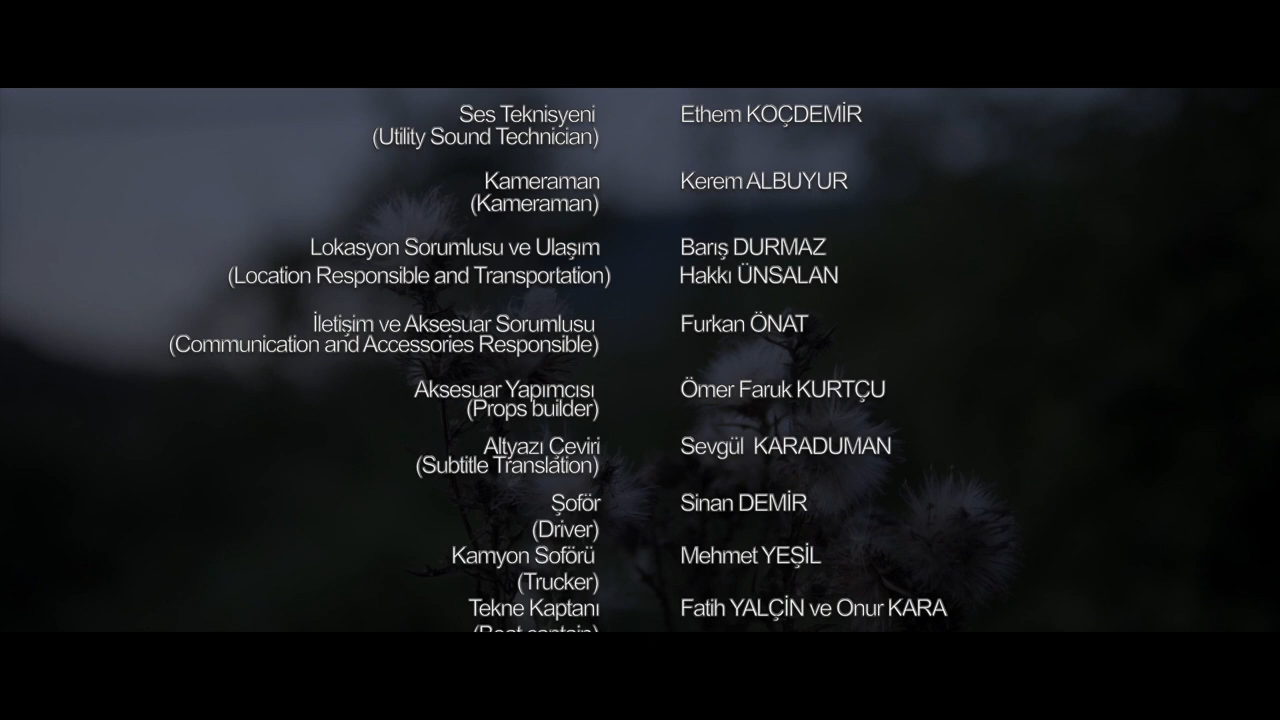 Ses Teknisyeni Ethem KOÇDEMİR
(Utility Sound Technician)
Kameraman Kerem ALBUYUR
(Kameraman)
Lokasyon Sorumlusu ve Ulaşım Barış DURMAZ
(Location Responsible and Transportation) Hakkı ÜNSALAN
İletişim ve Aksesuar Sorumlusu Furkan ÖNAT
(Communication and Accessories Responsible)
Aksesuar Yapımcısı Ömer Faruk KURTÇU
(Props builder)
Altyazı Çeviri Sevgül KARADUMAN
(Subtitle Translation)
Şoför Sinan DEMİR
(Driver)
Kamyon Soförü Mehmet YEŞİL
(Trucker)
Tekne Kaptanı Fatih YALÇİN ve Onur KARA
(Boat captain)